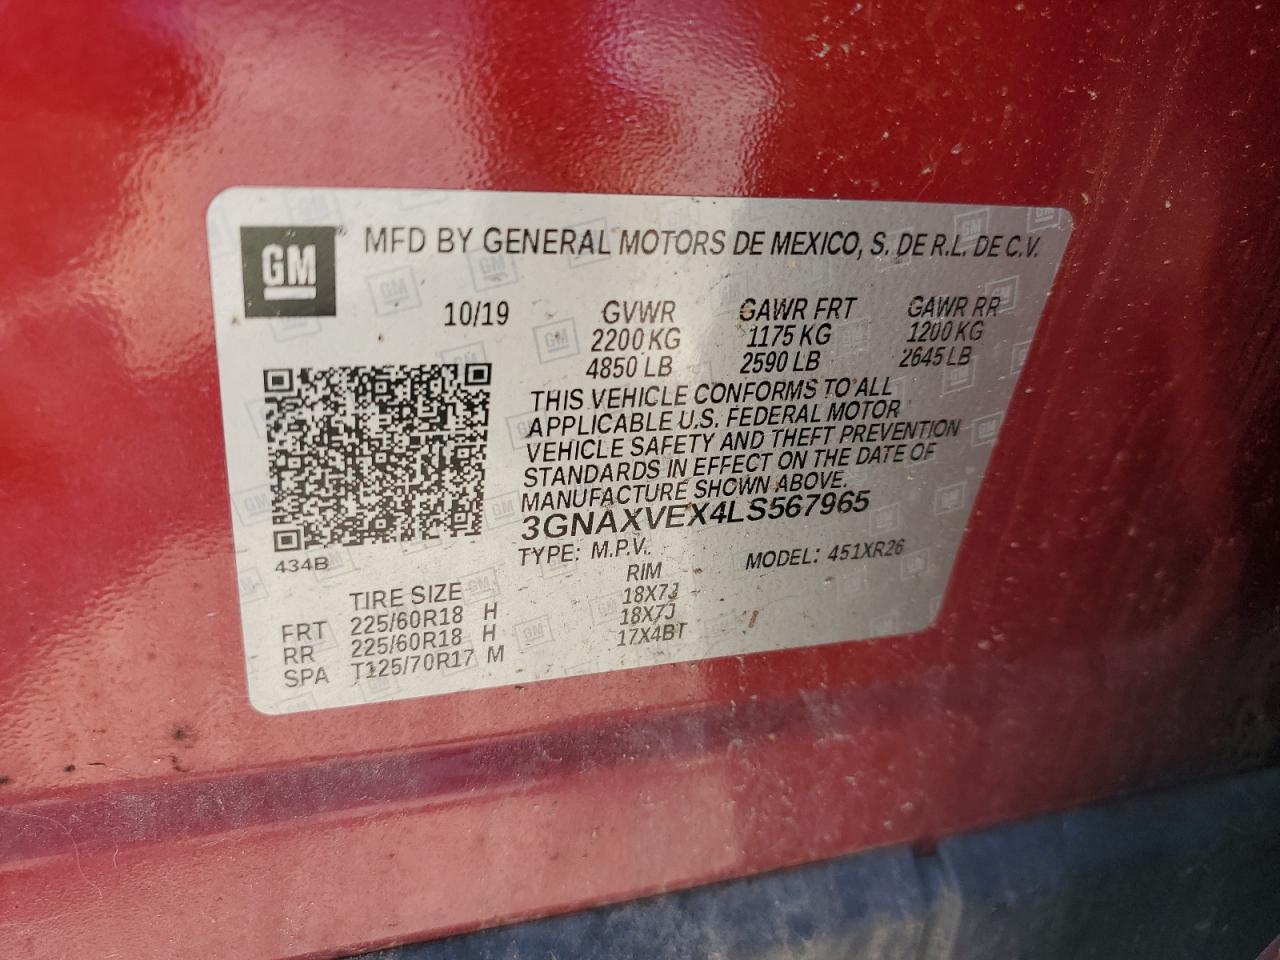 GM ® MFD BY GENERAL MOTORS DE MEXICO, S. DE R.L. DE C.V.
10/19 GVWR GAWR FRT GAWR RR
2200 KG 1175 KG 1200 KG
4850 LB 2590 LB 2645 LB
THIS VEHICLE CONFORMS TO ALL
APPLICABLE U.S. FEDERAL MOTOR
VEHICLE SAFETY AND THEFT PREVENTION
STANDARDS IN EFFECT ON THE DATE OF
MANUFACTURE SHOWN ABOVE.
3GNAXVEX4LS567965
434B TYPE: M.P.V. MODEL: 451XR26
TIRE SIZE RIM
FRT 225/60R18 H 18X7J
RR 225/60R18 H 18X7J
SPA T125/70R17 M 17X4BT